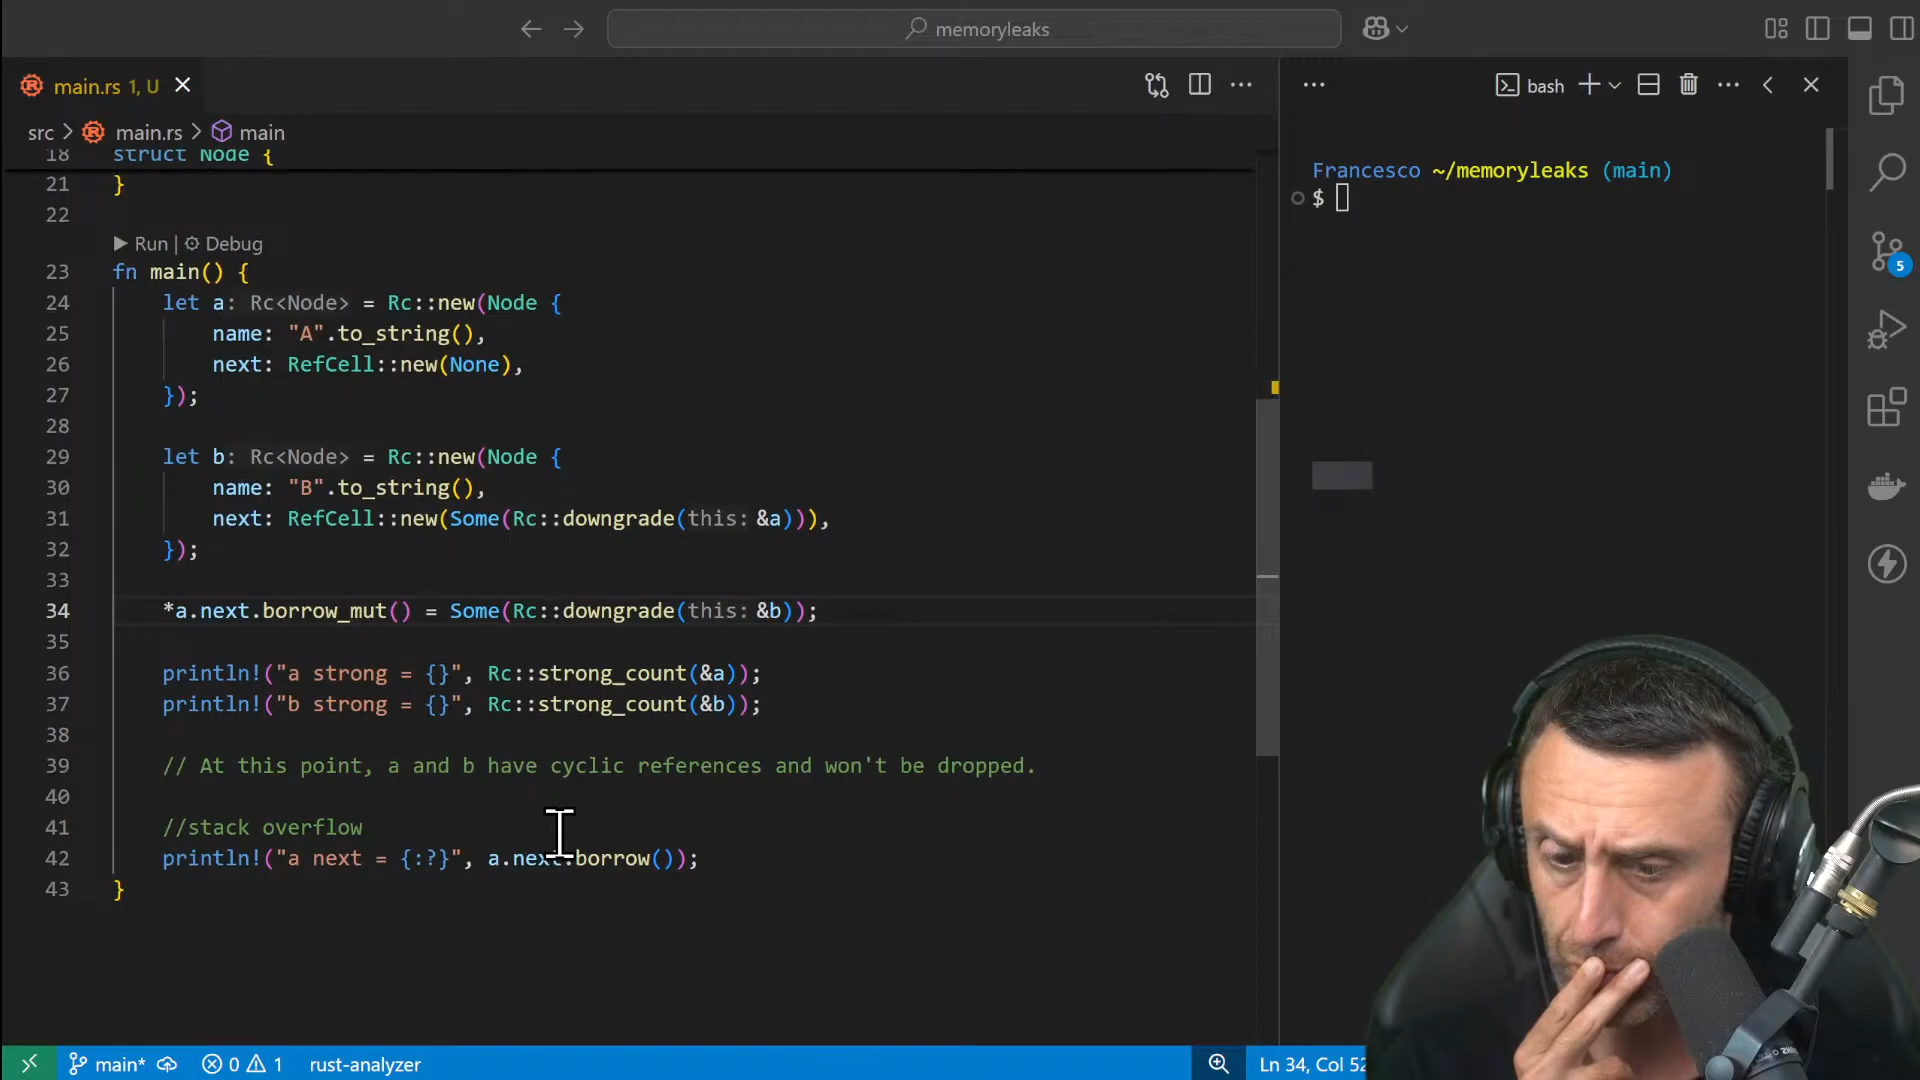 memoryleaks
main.rs 1, U
bash
src > main.rs > main
18 struct Node {
21 }
22
Run | Debug
23 fn main() {
24 let a: Rc<Node> = Rc::new(Node {
25 name: "A".to_string(),
26 next: RefCell::new(None),
27 });
28
29 let b: Rc<Node> = Rc::new(Node {
30 name: "B".to_string(),
31 next: RefCell::new(Some(Rc::downgrade(this: &a))),
32 });
33
34 *a.next.borrow_mut() = Some(Rc::downgrade(this: &b));
35
36 println!("a strong = {}", Rc::strong_count(&a));
37 println!("b strong = {}", Rc::strong_count(&b));
38
39 // At this point, a and b have cyclic references and won't be dropped.
40
41 //stack overflow
42 println!("a next = {:?}", a.next.borrow());
43 }
Francesco ~/memoryleaks (main)
$
5
main* 0 1 rust-analyzer
Ln 34, Col 52